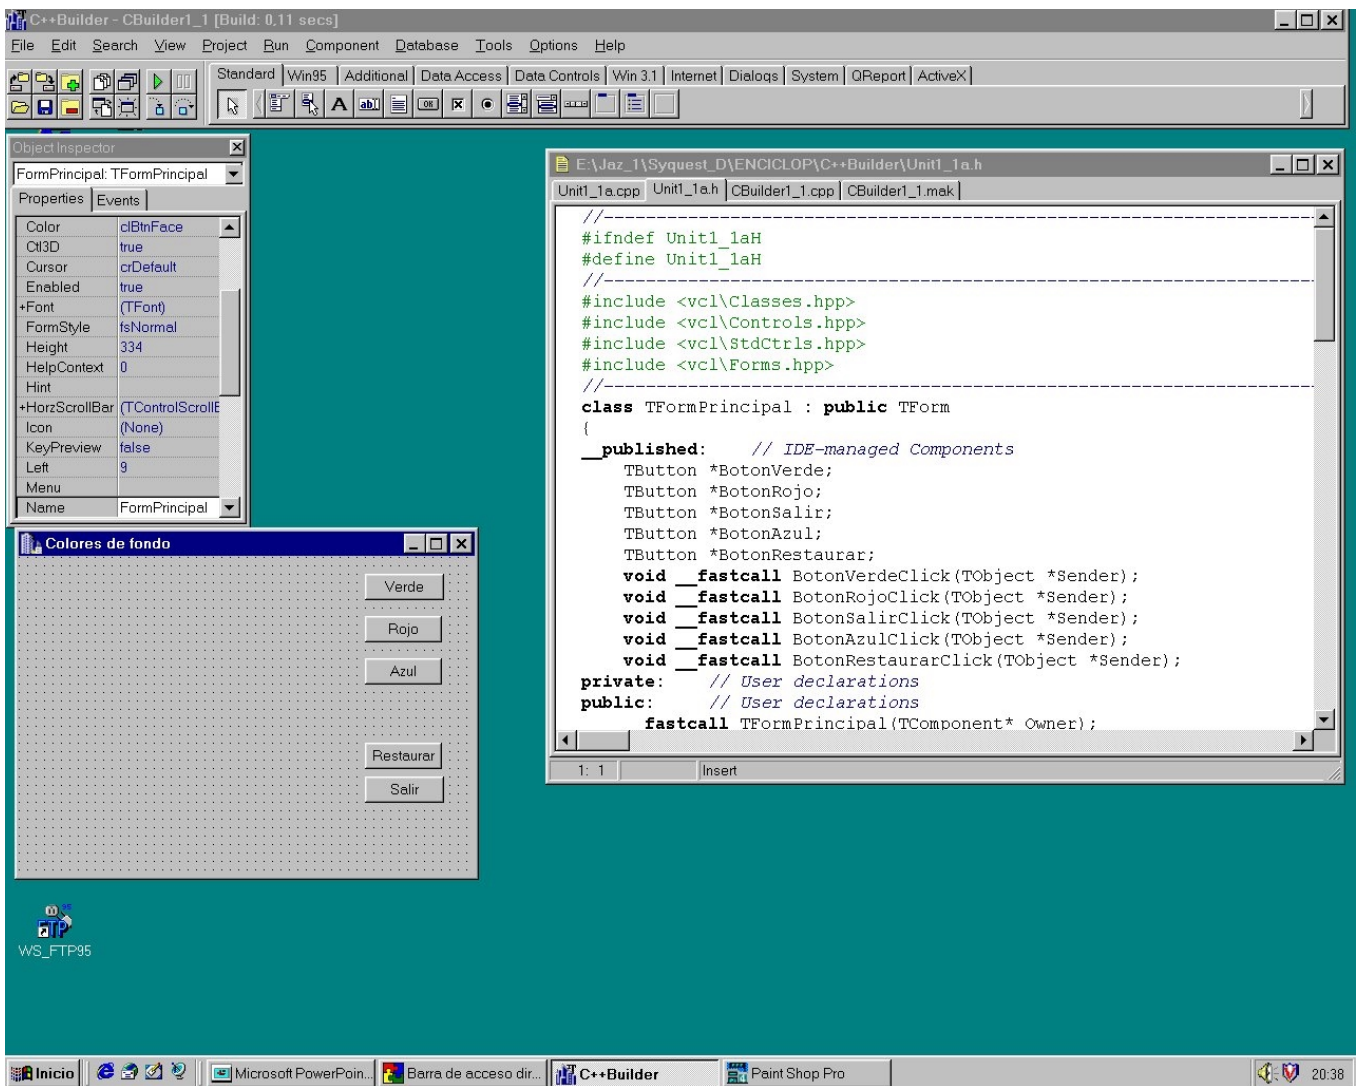 C++Builder - CBuilder1_1 [Build: 0,11 secs]
File Edit Search View Project Run Component Database Tools Options Help
Standard Win95 Additional Data Access Data Controls Win 3.1 Internet Dialogs System QReport ActiveX
A ab OK
Object Inspector
FormPrincipal: TFormPrincipal
Properties Events
Color clBtnFace
Ctl3D true
Cursor crDefault
Enabled true
+Font (TFont)
FormStyle fsNormal
Height 334
HelpContext 0
Hint
+HorzScrollBar (TControlScrollE
Icon (None)
KeyPreview false
Left 9
Menu
Name FormPrincipal
E:\Jaz_1\Syquest_D\ENCICLOP\C++Builder\Unit1_1a.h
Unit1_1a.cpp Unit1_1a.h CBuilder1_1.cpp CBuilder1_1.mak
//---------------------------------------------------------------------------
#ifndef Unit1_1aH
#define Unit1_1aH
//---------------------------------------------------------------------------
#include <vcl\Classes.hpp>
#include <vcl\Controls.hpp>
#include <vcl\StdCtrls.hpp>
#include <vcl\Forms.hpp>
//---------------------------------------------------------------------------
class TFormPrincipal : public TForm
{
__published: // IDE-managed Components
TButton *BotonVerde;
TButton *BotonRojo;
TButton *BotonSalir;
TButton *BotonAzul;
TButton *BotonRestaurar;
void __fastcall BotonVerdeClick(TObject *Sender);
void __fastcall BotonRojoClick(TObject *Sender);
void __fastcall BotonSalirClick(TObject *Sender);
void __fastcall BotonAzulClick(TObject *Sender);
void __fastcall BotonRestaurarClick(TObject *Sender);
private: // User declarations
public: // User declarations
fastcall TFormPrincipal(TComponent* Owner);
1: 1 Insert
Colores de fondo
Verde
Rojo
Azul
Restaurar
Salir
FTP
WS_FTP95
Inicio Microsoft PowerPoin... Barra de acceso dir... C++Builder Paint Shop Pro 20:38